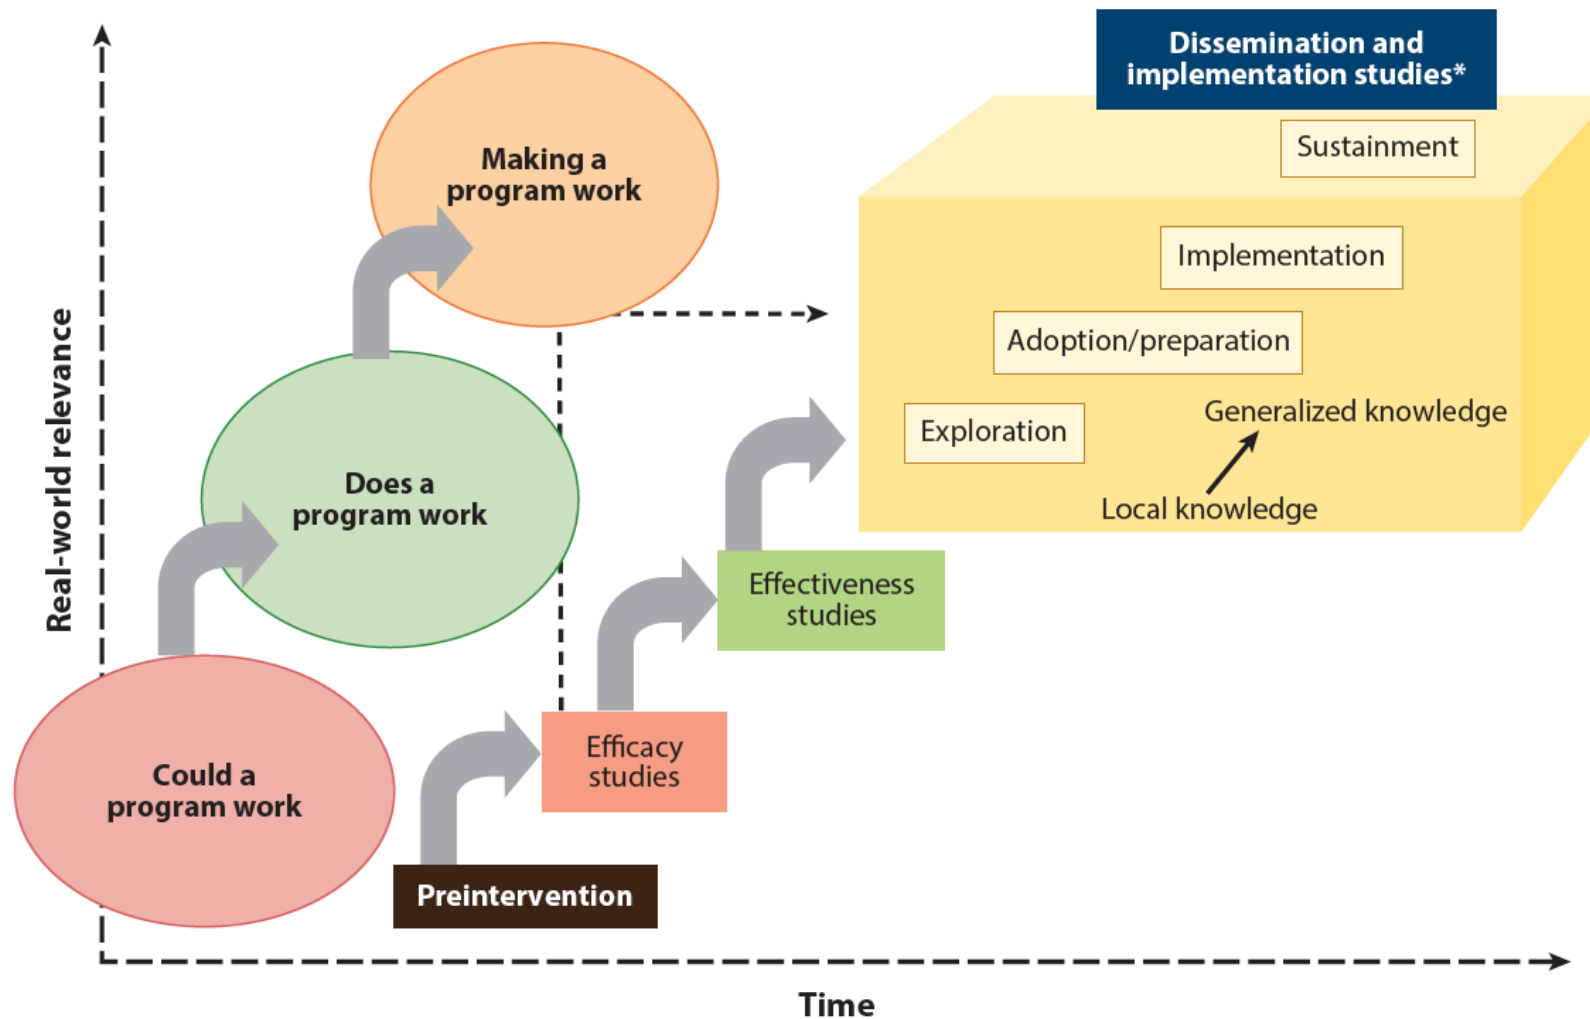 Dissemination and
implementation studies*
Sustainment
Making a
program work
Implementation
Adoption/preparation
Generalized knowledge
Exploration
Local knowledge
Real-world relevance
Does a
program work
Effectiveness
studies
Efficacy
studies
Could a
program work
Preintervention
Time